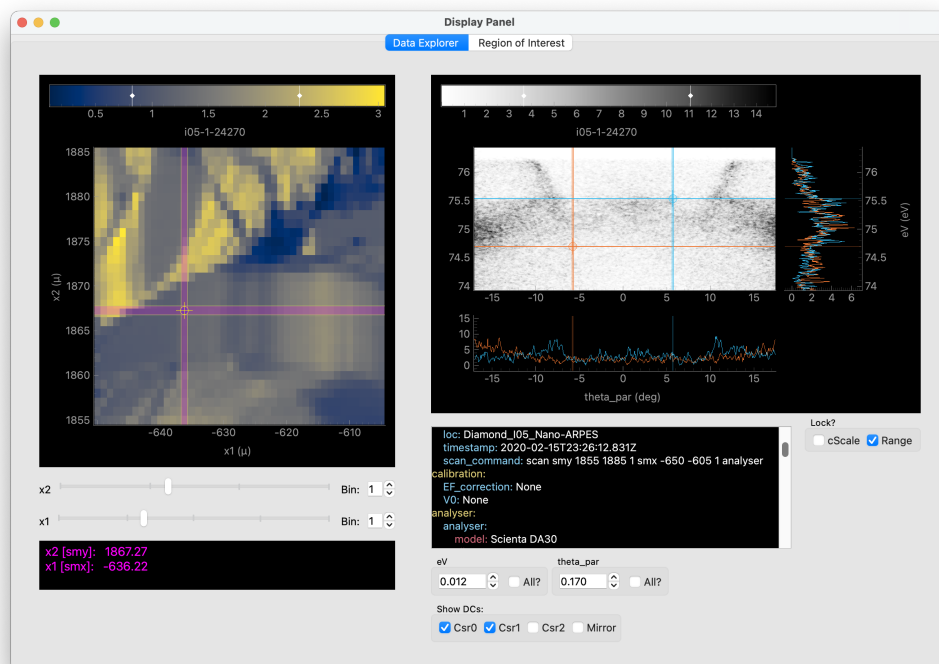 Display Panel
Data Explorer Region of Interest
0.5 1 1.5 2 2.5 3
i05-1-24270
1885
1880
1875
1870
1865
1860
1855
x2 (μ)
-640 -630 -620 -610
x1 (μ)
x2 Bin: 1
x1 Bin: 1
x2 [smy]: 1867.27
x1 [smx]: -636.22
1 2 3 4 5 6 7 8 9 10 11 12 13 14
i05-1-24270
76
75.5
75
74.5
74
-15 -10 -5 0 5 10 15
76
75.5
75
74.5
74
eV (eV)
0 2 4 6
15
10
5
0
-15 -10 -5 0 5 10 15
theta_par (deg)
loc: Diamond_I05_Nano-ARPES
timestamp: 2020-02-15T23:26:12.831Z
scan_command: scan smy 1855 1885 1 smx -650 -605 1 analyser
calibration:
EF_correction: None
V0: None
analyser:
analyser:
model: Scienta DA30
Lock?
cScale Range
eV theta_par
0.012 All? 0.170 All?
Show DCs:
Csr0 Csr1 Csr2 Mirror